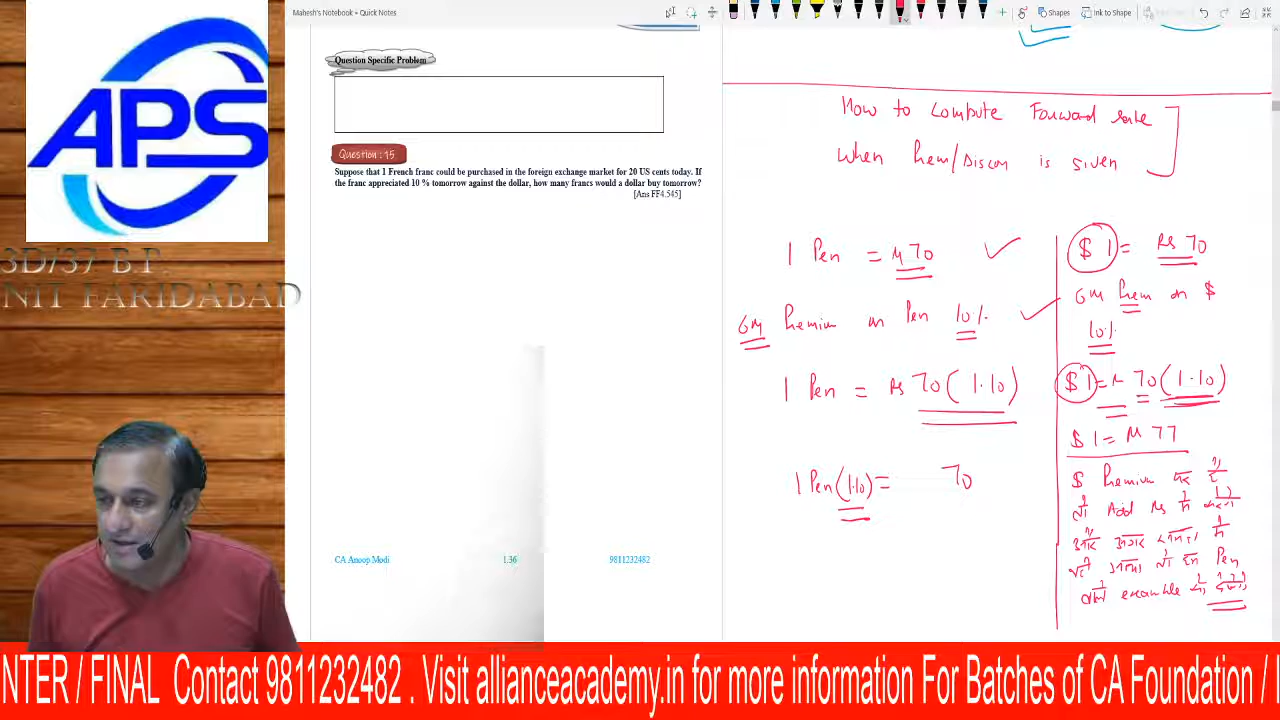 Mahesh's Notebook • Quick Notes
Shapes
Ink to Shape
APS
3D/37 B.P.
NIT FARIDABAD
Question Specific Problem
Question : 15
Suppose that 1 French franc could be purchased in the foreign exchange market for 20 US cents today. If
the franc appreciated 10 % tomorrow against the dollar, how many francs would a dollar buy tomorrow?
[Ans FF4.545]
CA Anoop Modi
1.36
9811232482
How to Compute Forward rate
When Prem/Discon is given
1 Pen = Rs 70
6M Premium on Pen 10%
1 Pen = Rs 70 (1.10)
1 Pen (1.10) = 70
$ 1 = Rs 70
6M Prem on $
10%
$ 1 = Rs 70 (1.10)
$ 1 = Rs 77
$ Premium
Add Rs
Pen
example
NTER / FINAL Contact 9811232482 . Visit allianceacademy.in for more information For Batches of CA Foundation /